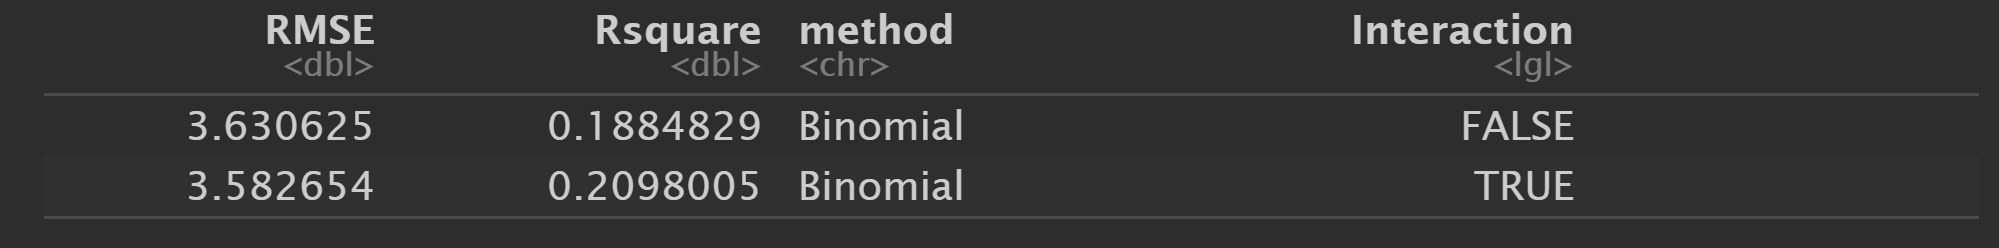 RMSE Rsquare method Interaction
<dbl> <dbl> <chr> <lgl>
3.630625 0.1884829 Binomial FALSE
3.582654 0.2098005 Binomial TRUE